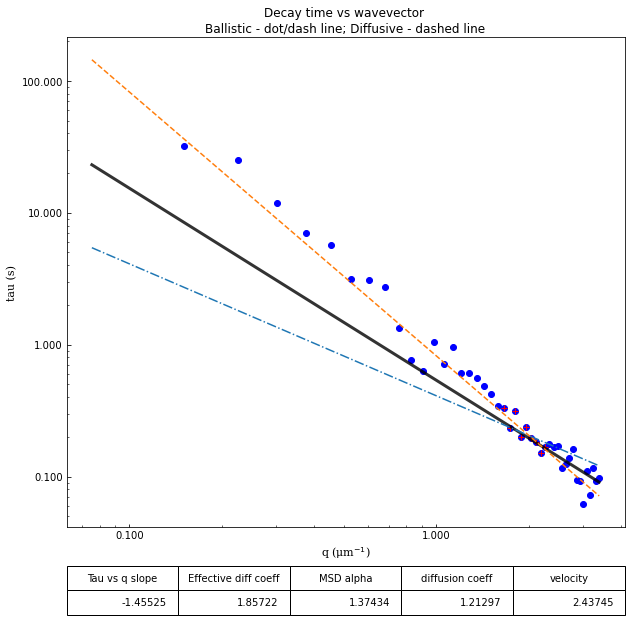 Decay time vs wavevector
Ballistic - dot/dash line; Diffusive - dashed line
100.000
10.000
1.000
0.100
tau (s)
0.100 1.000
q (μm⁻¹)
Tau vs q slope Effective diff coeff MSD alpha diffusion coeff velocity
-1.45525 1.85722 1.37434 1.21297 2.43745